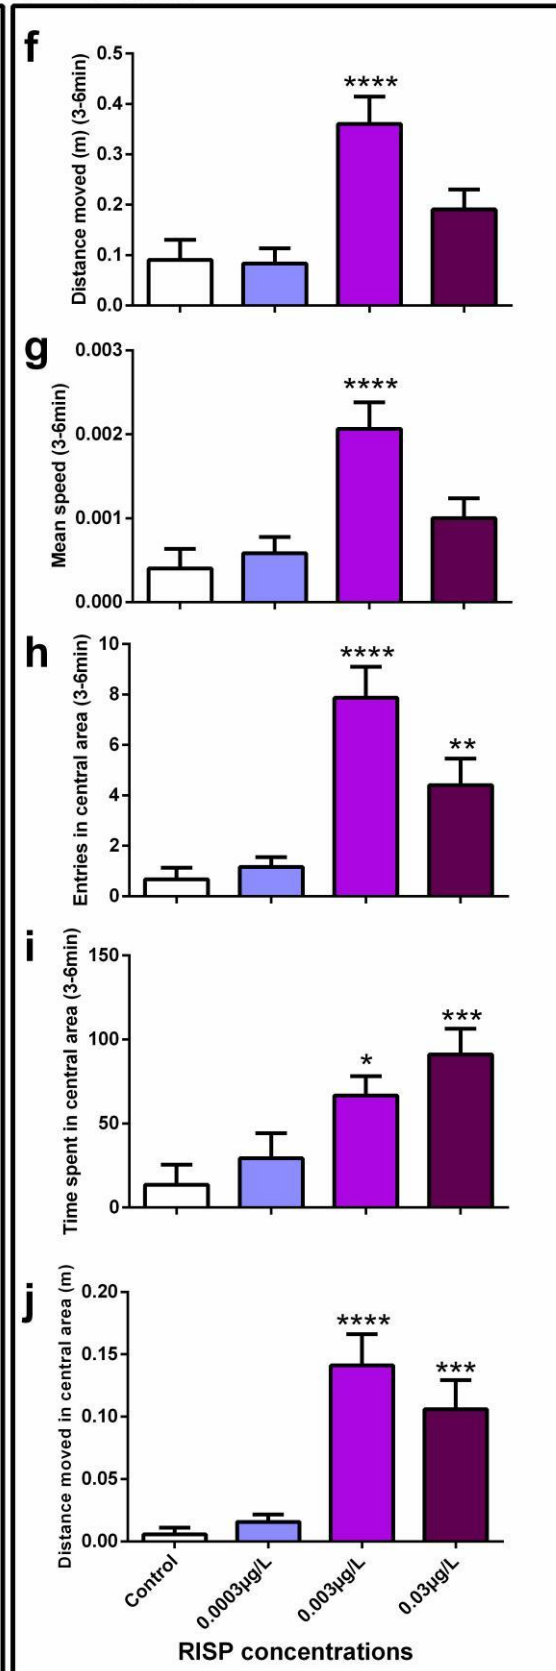 f
Distance moved (m) (3-6min)
0.5
0.4
0.3
0.2
0.1
0.0
****
g
Mean speed (3-6min)
0.003
0.002
0.001
0.000
****
h
Entries in central area (3-6min)
10
8
6
4
2
0
****
**
i
Time spent in central area (3-6min)
150
100
50
0
*
***
j
Distance moved in central area (m)
0.20
0.15
0.10
0.05
0.00
****
***
Control
0.0003µg/L
0.003µg/L
0.03µg/L
RISP concentrations